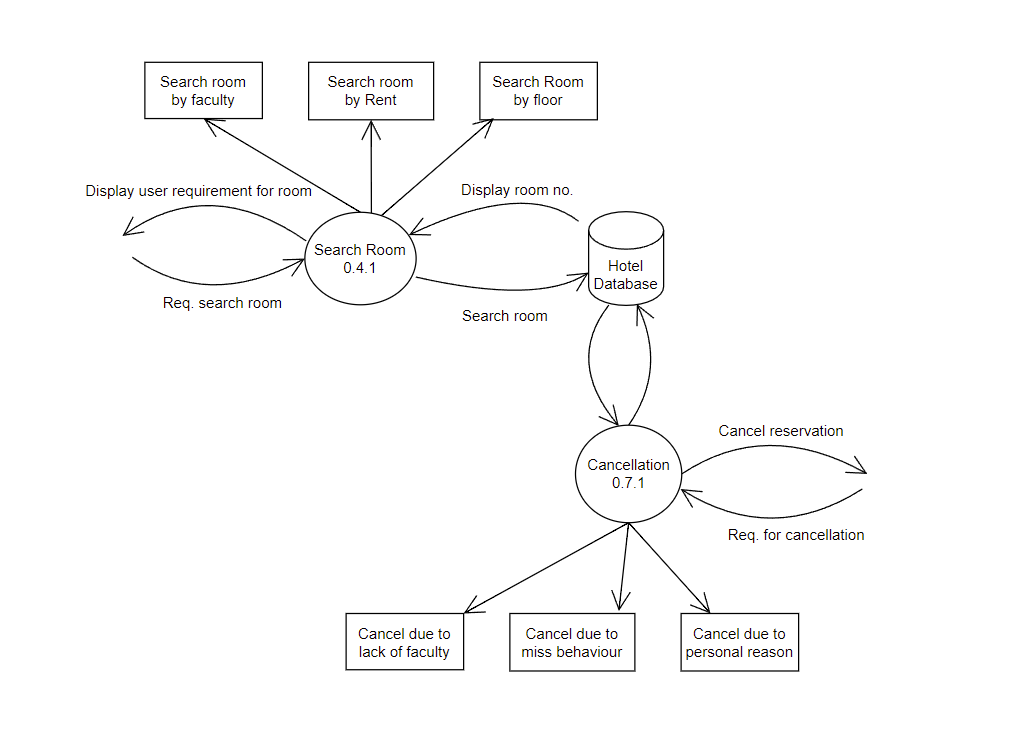 Search room
by faculty
Search room
by Rent
Search Room
by floor
Display user requirement for room
Display room no.
Search Room
0.4.1
Hotel
Database
Req. search room
Search room
Cancel reservation
Cancellation
0.7.1
Req. for cancellation
Cancel due to
lack of faculty
Cancel due to
miss behaviour
Cancel due to
personal reason